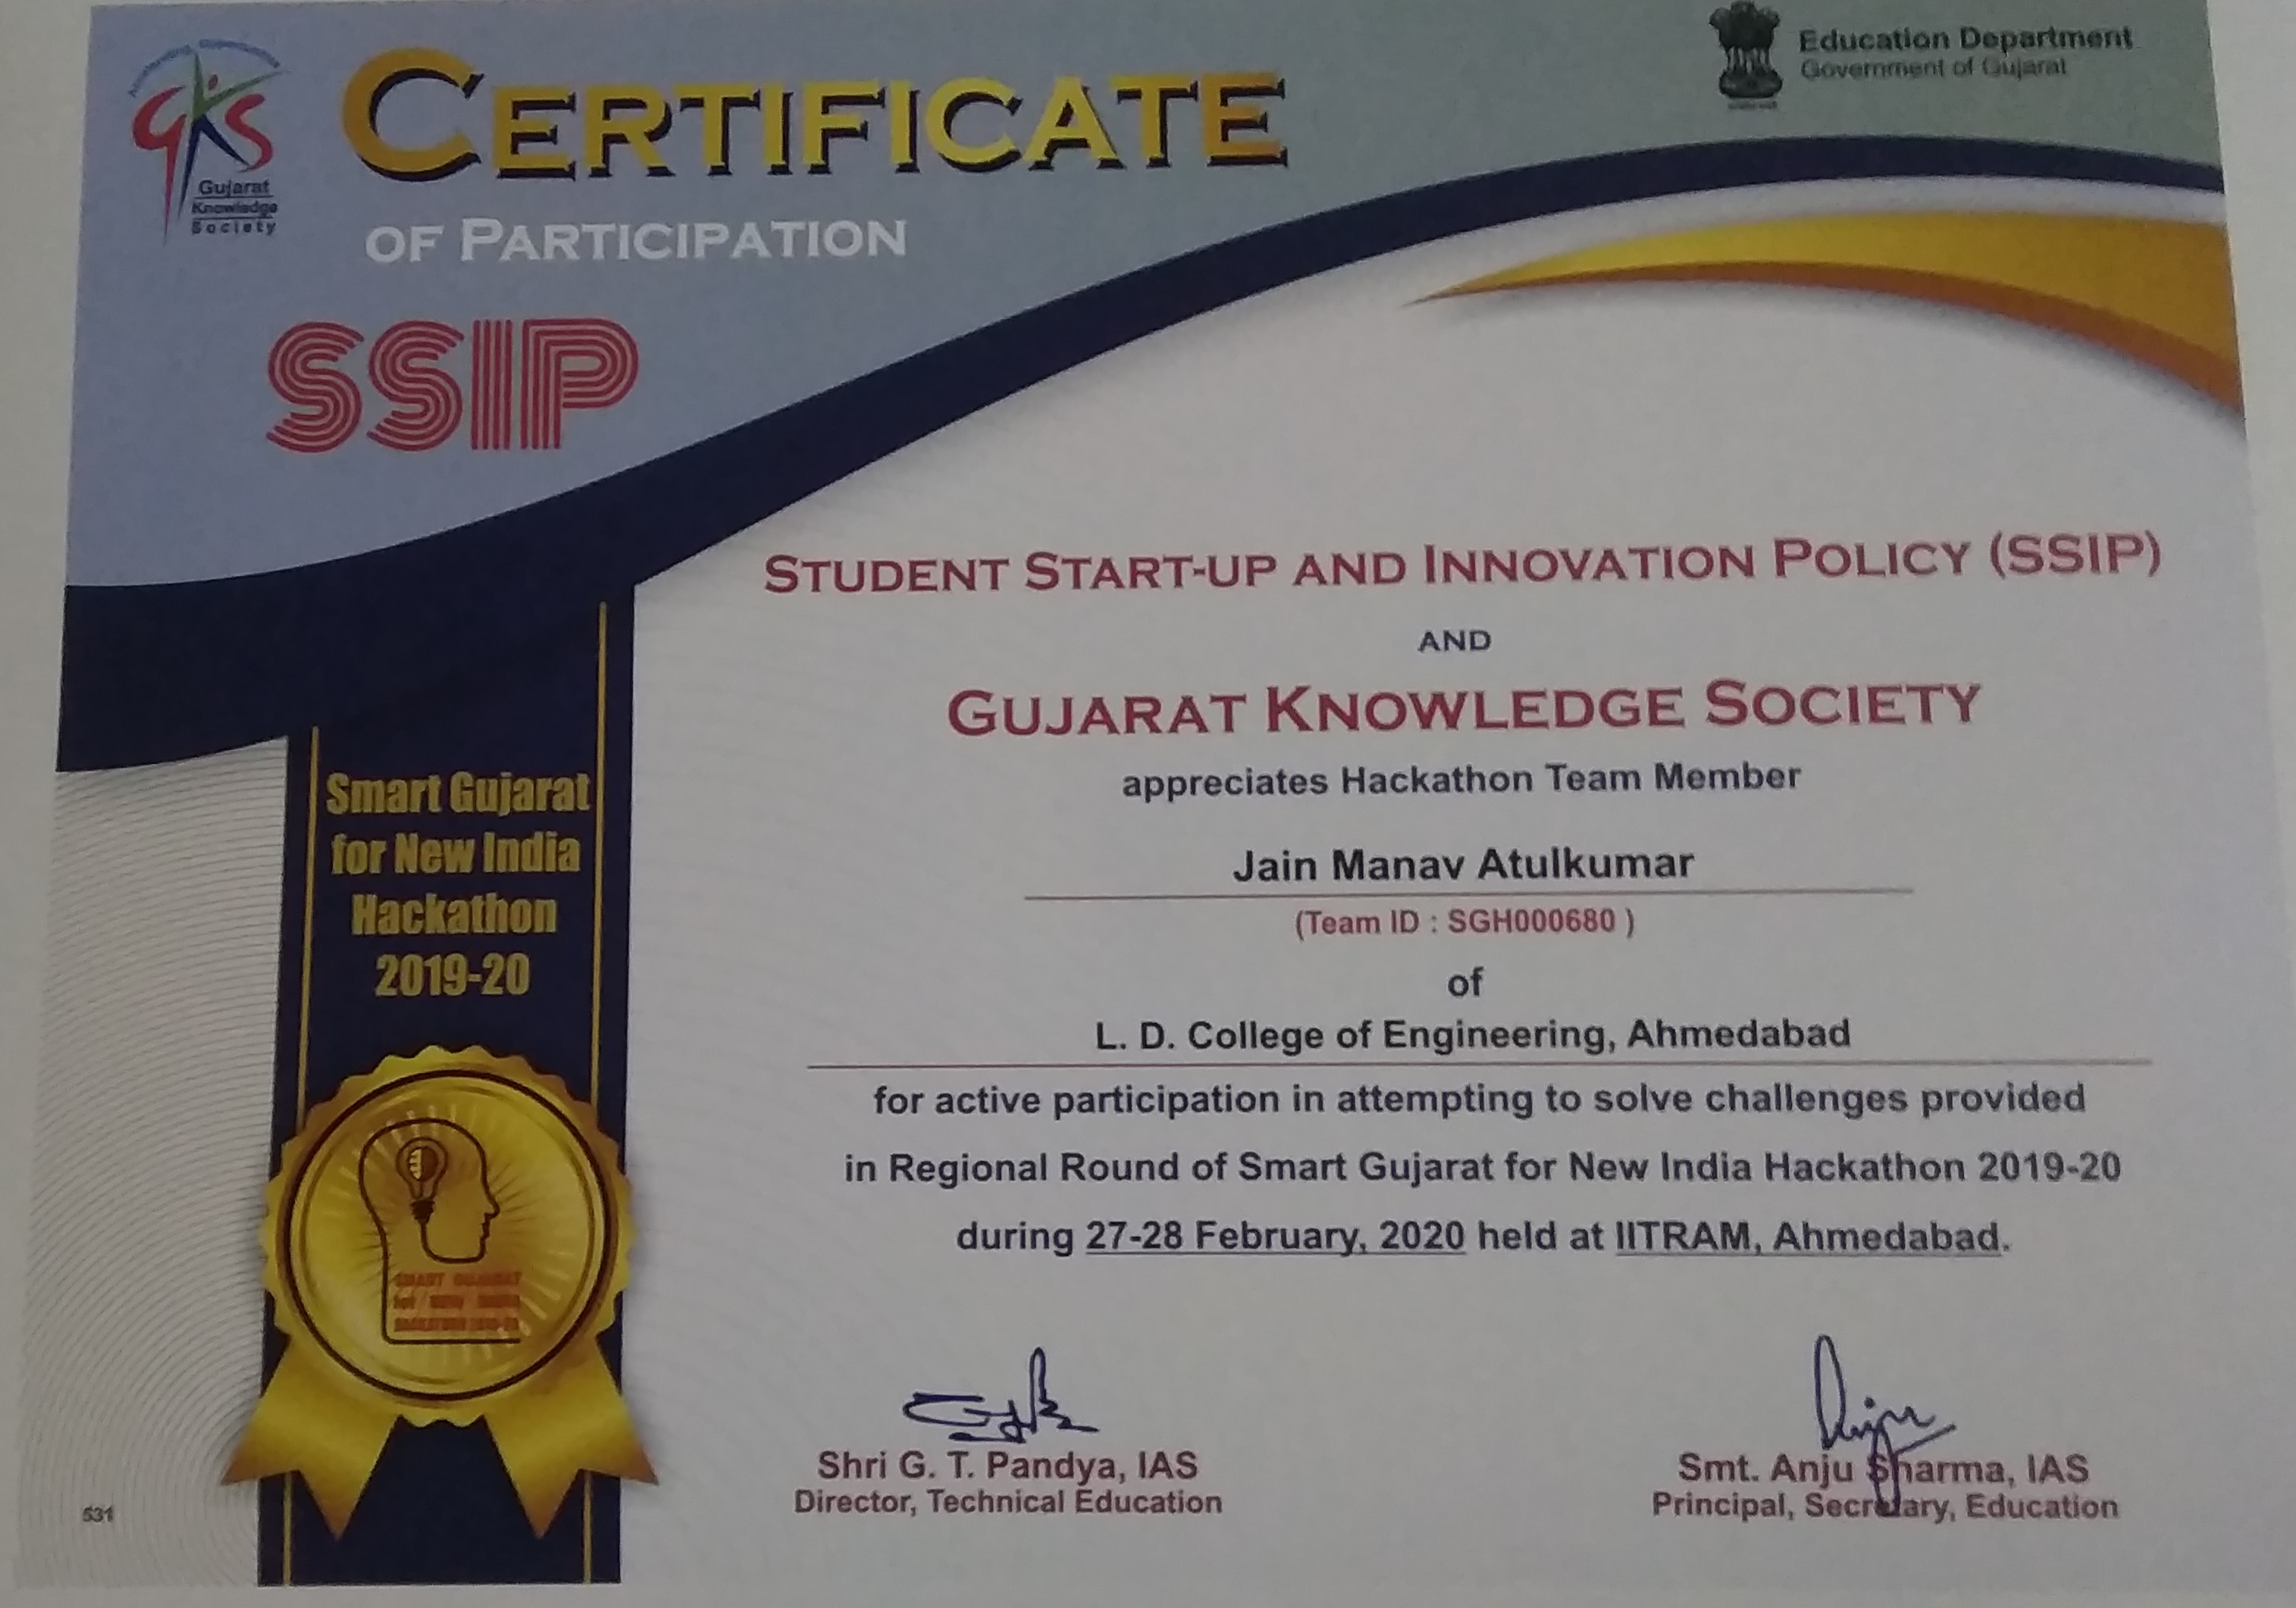 CERTIFICATE
OF PARTICIPATION
GKS
Gujarat
Knowledge
Society
Education Department
Government of Gujarat
SSIP
STUDENT START-UP AND INNOVATION POLICY (SSIP)
AND
GUJARAT KNOWLEDGE SOCIETY
appreciates Hackathon Team Member
Jain Manav Atulkumar
(Team ID : SGH000680 )
of
L. D. College of Engineering, Ahmedabad
for active participation in attempting to solve challenges provided
in Regional Round of Smart Gujarat for New India Hackathon 2019-20
during 27-28 February, 2020 held at IITRAM, Ahmedabad.
Smart Gujarat
for New India
Hackathon
2019-20
SMART GUJARAT
for NEW INDIA
HACKATHON 2019-20
Shri G. T. Pandya, IAS
Director, Technical Education
Smt. Anju Sharma, IAS
Principal, Secretary, Education
531